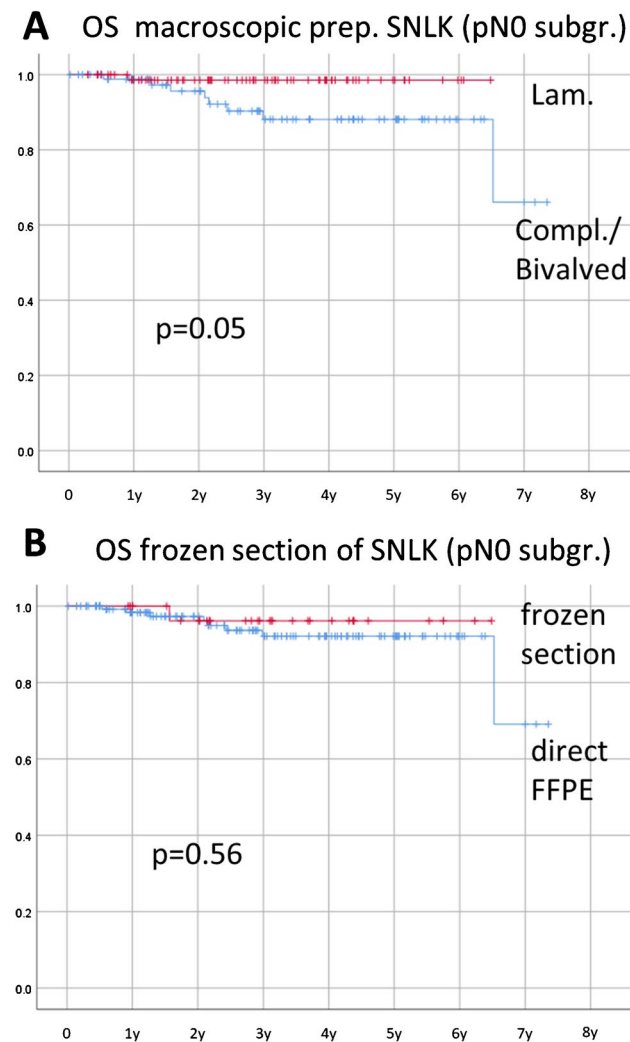 A
OS macroscopic prep. SNLK (pN0 subgr.)
1.0
0.8
0.6
0.4
0.2
0.0
Lam.
Compl./
Bivalved
p=0.05
0 1y 2y 3y 4y 5y 6y 7y 8y
B
OS frozen section of SNLK (pN0 subgr.)
1.0
0.8
0.6
0.4
0.2
0.0
frozen
section
direct
FFPE
p=0.56
0 1y 2y 3y 4y 5y 6y 7y 8y